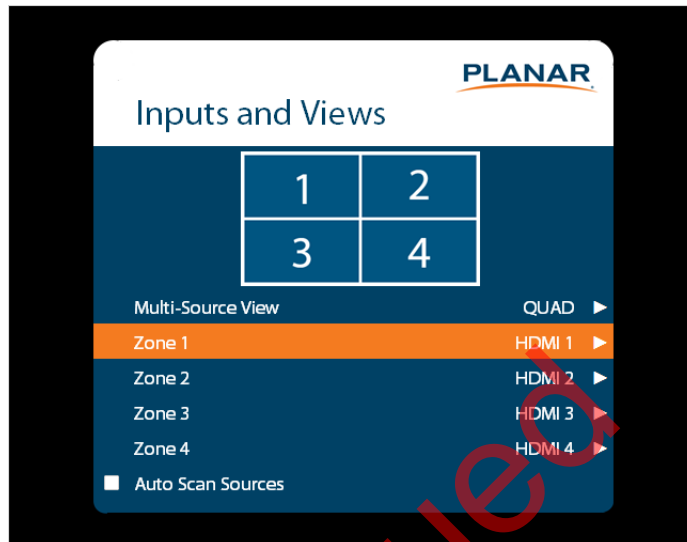 PLANAR
Inputs and Views
1 2
3 4
Multi-Source View QUAD
Zone 1 HDMI 1
Zone 2 HDMI 2
Zone 3 HDMI 3
Zone 4 HDMI 4
Auto Scan Sources